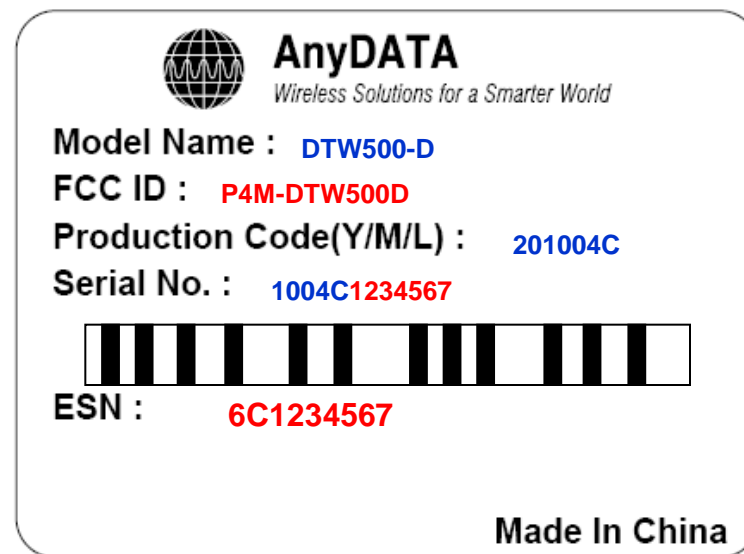 AnyDATA
Wireless Solutions for a Smarter World
Model Name : DTW500-D
FCC ID : P4M-DTW500D
Production Code(Y/M/L) : 201004C
Serial No. : 1004C1234567
ESN : 6C1234567
Made In China